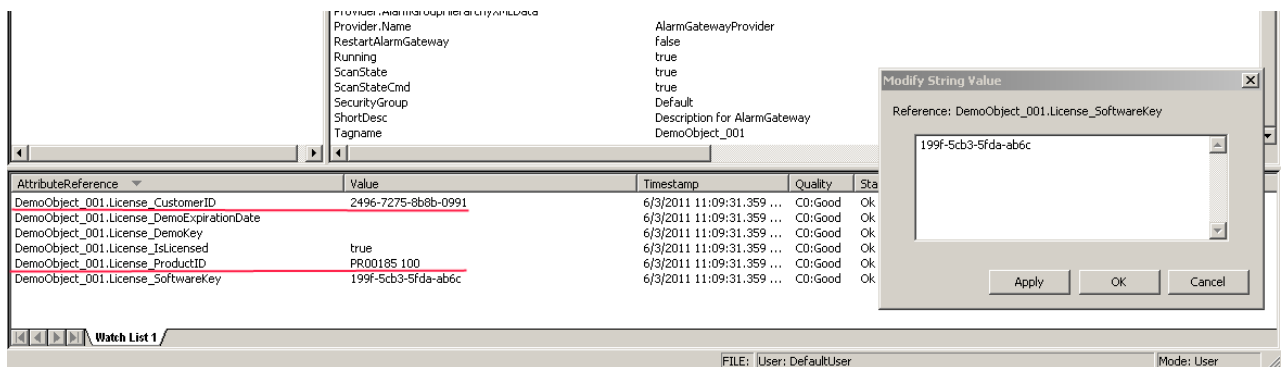 Provider.AlarmGroupHierarchyXMLData
Provider.Name AlarmGatewayProvider
RestartAlarmGateway false
Running true
ScanState true
ScanStateCmd true
SecurityGroup Default
ShortDesc Description for AlarmGateway
Tagname DemoObject_001
Modify String Value
Reference: DemoObject_001.License_SoftwareKey
199f-5cb3-5fda-ab6c
Apply OK Cancel
AttributeReference Value Timestamp Quality Sta
DemoObject_001.License_CustomerID 2496-7275-8b8b-0991 6/3/2011 11:09:31.359 ... C0:Good Ok
DemoObject_001.License_DemoExpirationDate 6/3/2011 11:09:31.359 ... C0:Good Ok
DemoObject_001.License_DemoKey 6/3/2011 11:09:31.359 ... C0:Good Ok
DemoObject_001.License_IsLicensed true 6/3/2011 11:09:31.359 ... C0:Good Ok
DemoObject_001.License_ProductID PR00185 100 6/3/2011 11:09:31.359 ... C0:Good Ok
DemoObject_001.License_SoftwareKey 199f-5cb3-5fda-ab6c 6/3/2011 11:09:31.359 ... C0:Good Ok
Watch List 1
FILE: User: DefaultUser Mode: User